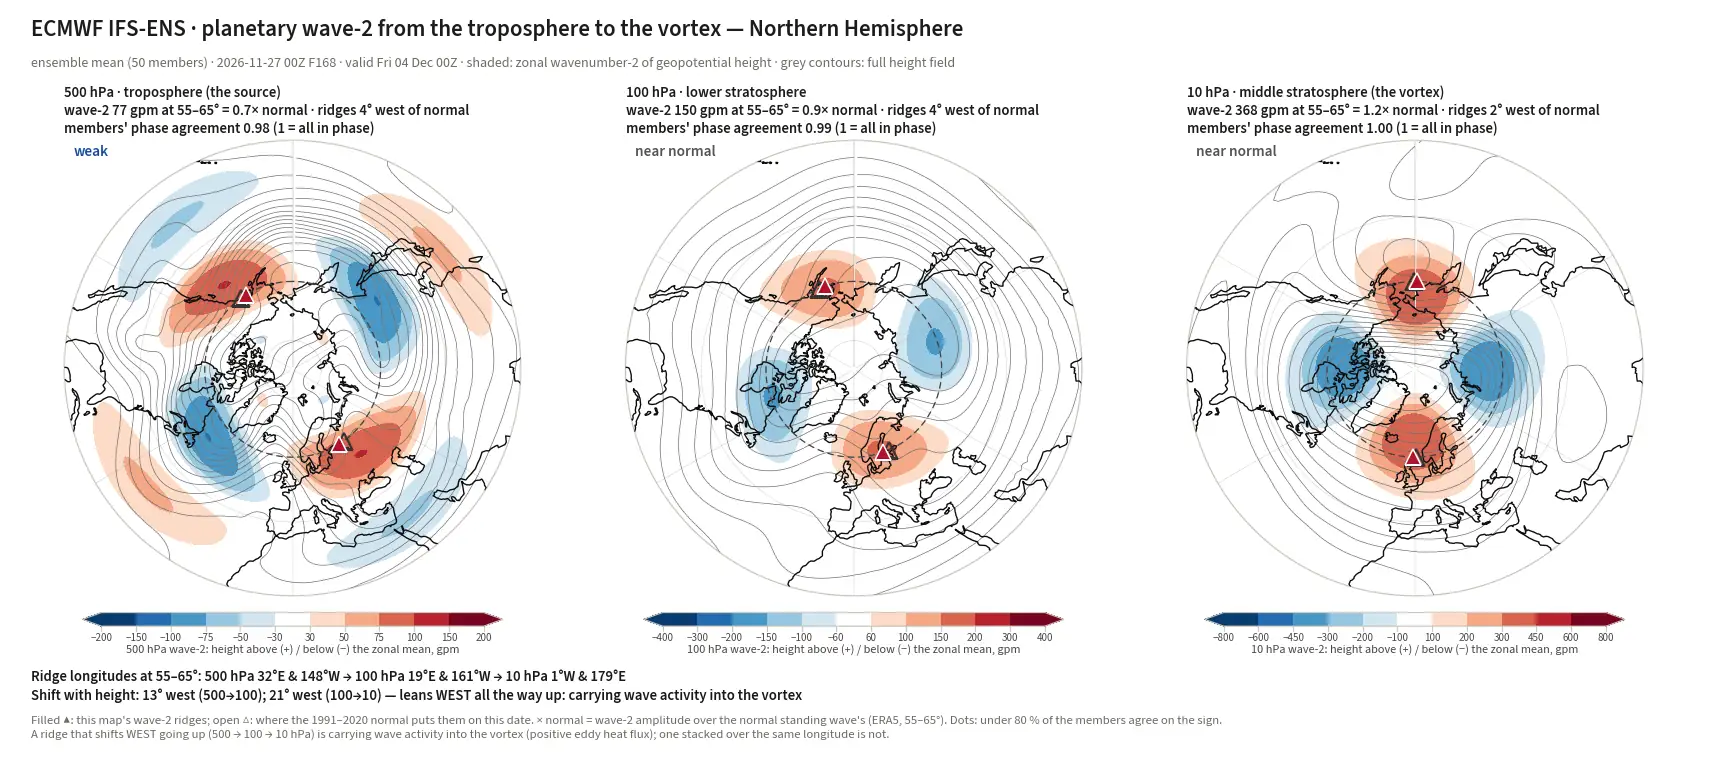 ECMWF IFS-ENS · planetary wave-2 from the troposphere to the vortex — Northern Hemisphere
ensemble mean (50 members) · 2026-11-27 00Z F168 · valid Fri 04 Dec 00Z · shaded: zonal wavenumber-2 of geopotential height · grey contours: full height field
500 hPa · troposphere (the source)
wave-2 77 gpm at 55–65° = 0.7× normal · ridges 4° west of normal
members' phase agreement 0.98 (1 = all in phase)
weak
100 hPa · lower stratosphere
wave-2 150 gpm at 55–65° = 0.9× normal · ridges 4° west of normal
members' phase agreement 0.99 (1 = all in phase)
near normal
10 hPa · middle stratosphere (the vortex)
wave-2 368 gpm at 55–65° = 1.2× normal · ridges 2° west of normal
members' phase agreement 1.00 (1 = all in phase)
near normal
−200 −150 −100 −75 −50 −30 30 50 75 100 150 200
500 hPa wave-2: height above (+) / below (−) the zonal mean, gpm
−400 −300 −200 −150 −100 −60 60 100 150 200 300 400
100 hPa wave-2: height above (+) / below (−) the zonal mean, gpm
−800 −600 −450 −300 −200 −100 100 200 300 450 600 800
10 hPa wave-2: height above (+) / below (−) the zonal mean, gpm
Ridge longitudes at 55–65°: 500 hPa 32°E & 148°W → 100 hPa 19°E & 161°W → 10 hPa 1°W & 179°E
Shift with height: 13° west (500→100); 21° west (100→10) — leans WEST all the way up: carrying wave activity into the vortex
Filled ▲: this map's wave-2 ridges; open △: where the 1991–2020 normal puts them on this date. × normal = wave-2 amplitude over the normal standing wave's (ERA5, 55–65°). Dots: under 80 % of the members agree on the sign.
A ridge that shifts WEST going up (500 → 100 → 10 hPa) is carrying wave activity into the vortex (positive eddy heat flux); one stacked over the same longitude is not.